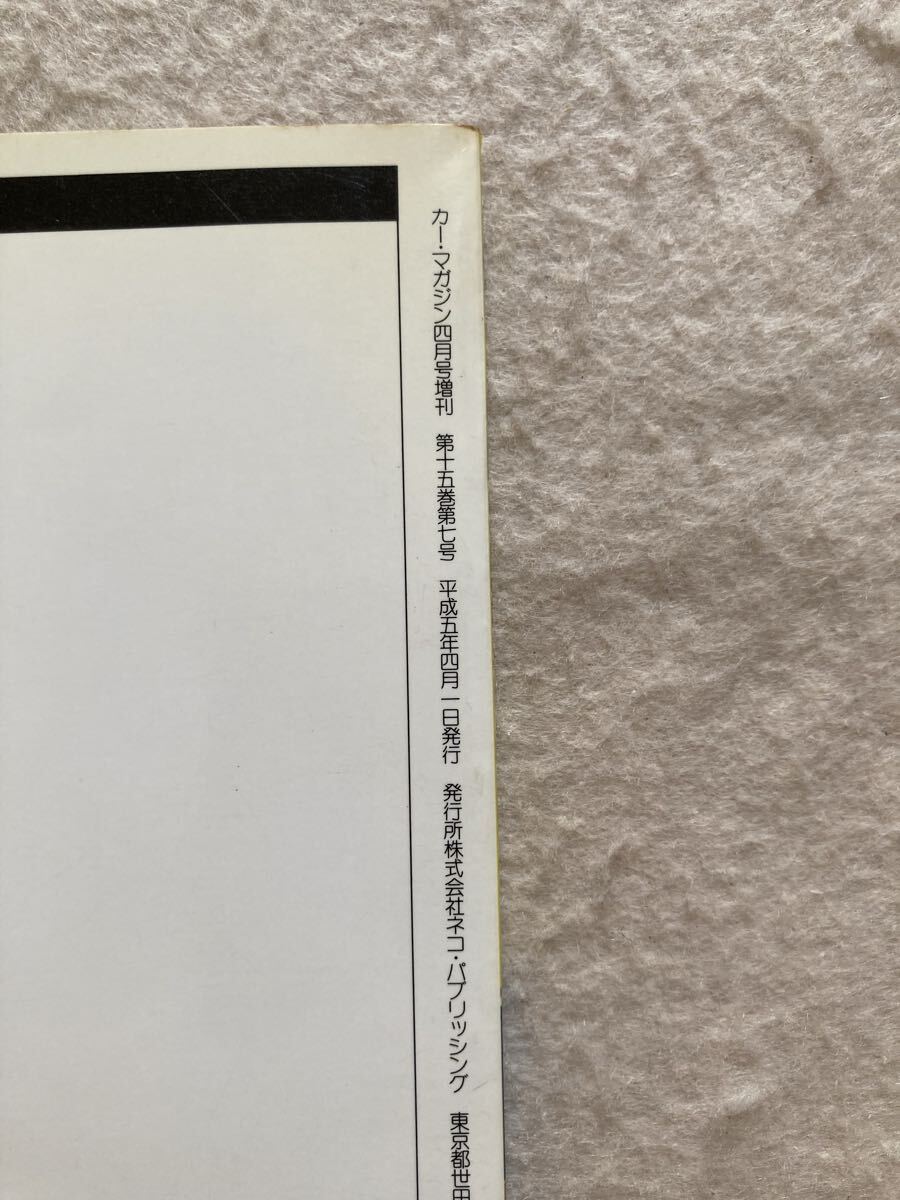 カー・マガジン四月号増刊　第十五巻第七号　平成五年四月一日発行　発行所株式会社ネコ・パブリッシング　東京都世田